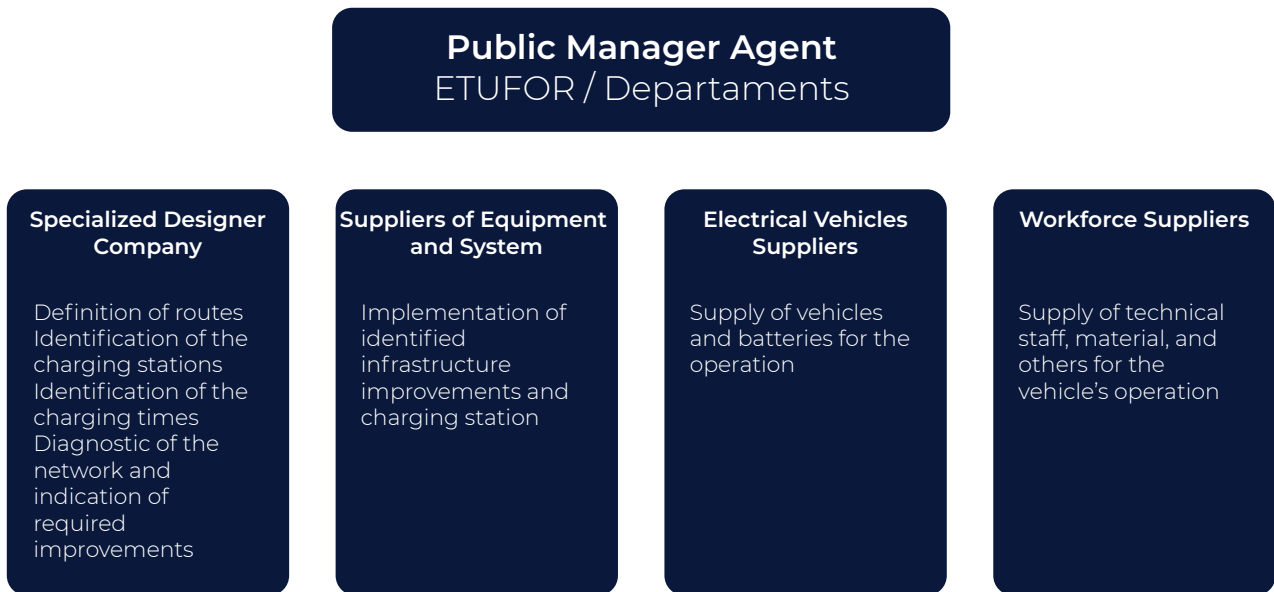 Public Manager Agent
ETUFOR / Departaments
Specialized Designer
Company
Definition of routes
Identification of the
charging stations
Identification of the
charging times
Diagnostic of the
network and
indication of
required
improvements
Suppliers of Equipment
and System
Implementation of
identified
infrastructure
improvements and
charging station
Electrical Vehicles
Suppliers
Supply of vehicles
and batteries for the
operation
Workforce Suppliers
Supply of technical
staff, material, and
others for the
vehicle’s operation